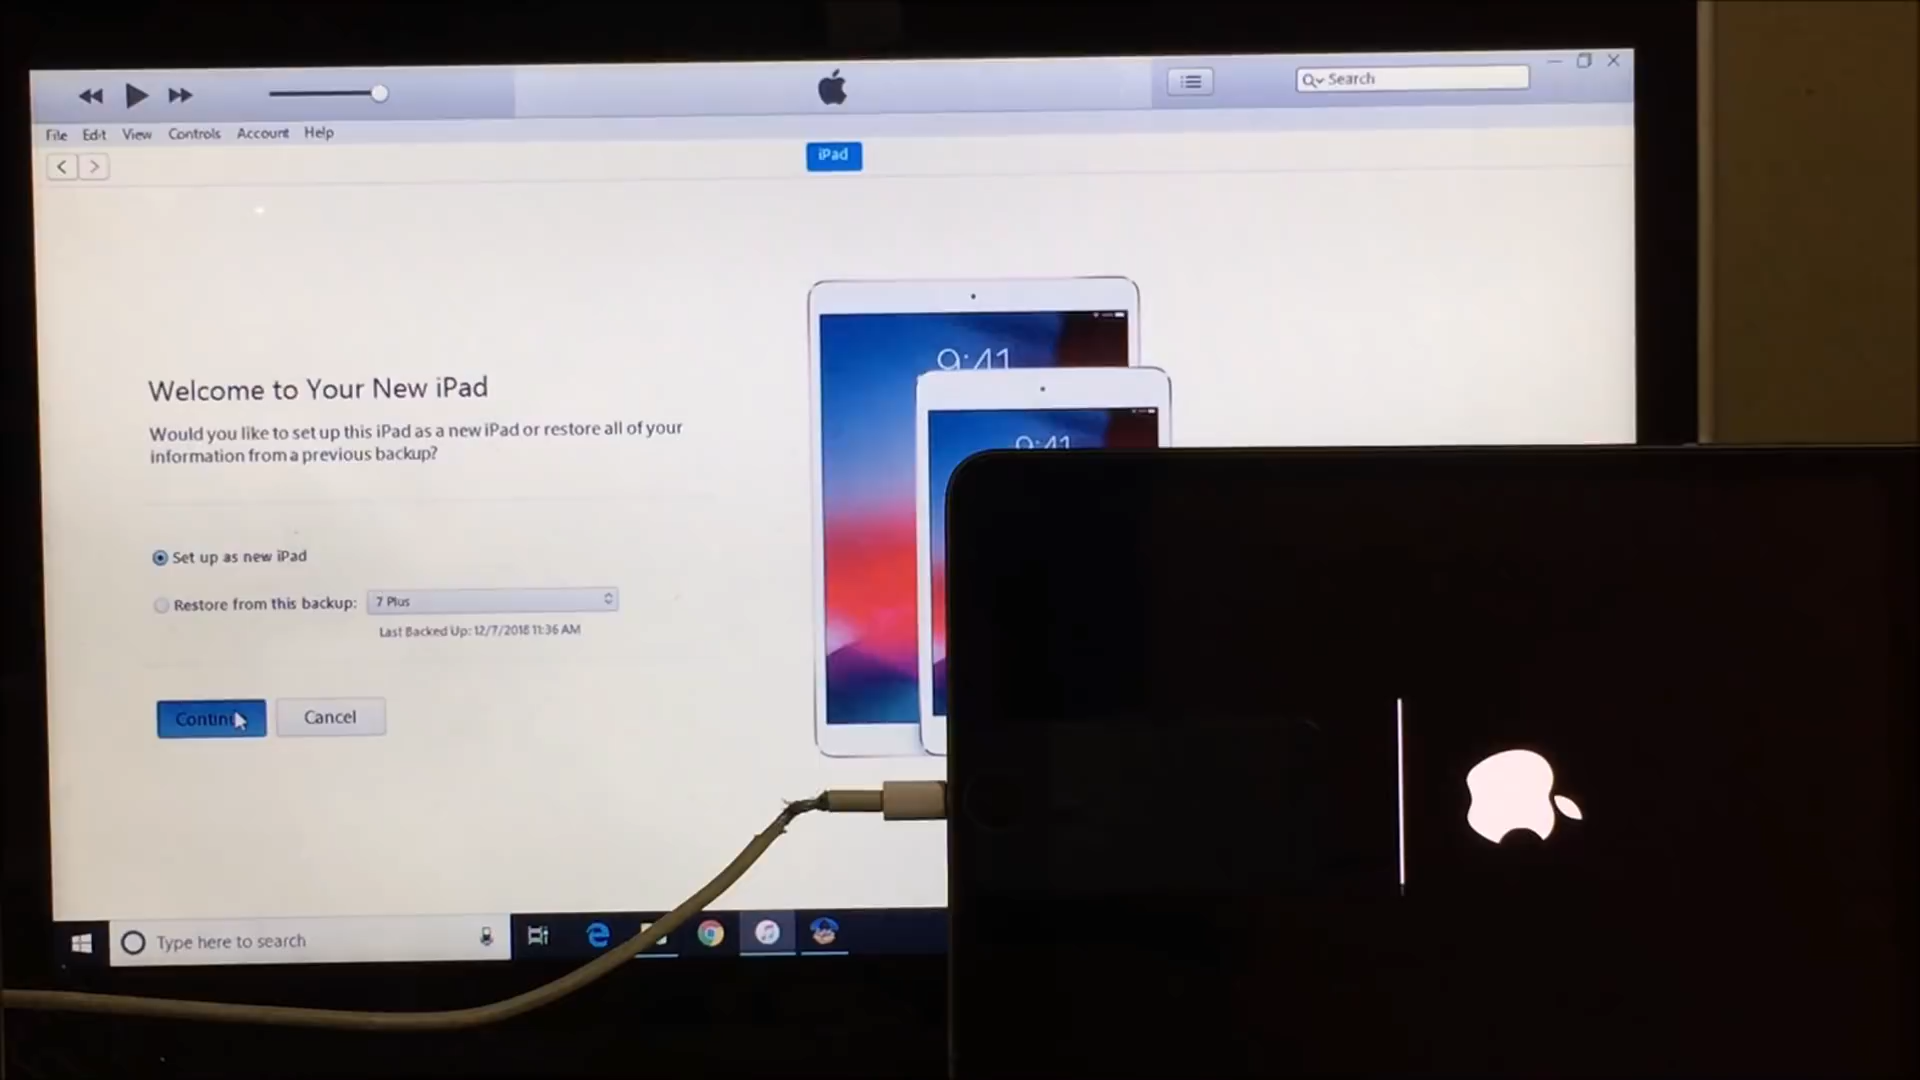 Search
File Edit View Controls Account Help
iPad
9:41
9:41
Welcome to Your New iPad
Would you like to set up this iPad as a new iPad or restore all of your
information from a previous backup?
Set up as new iPad
Restore from this backup: 7 Plus
Last Backed Up: 12/7/2018 11:36 AM
Continue Cancel
Type here to search